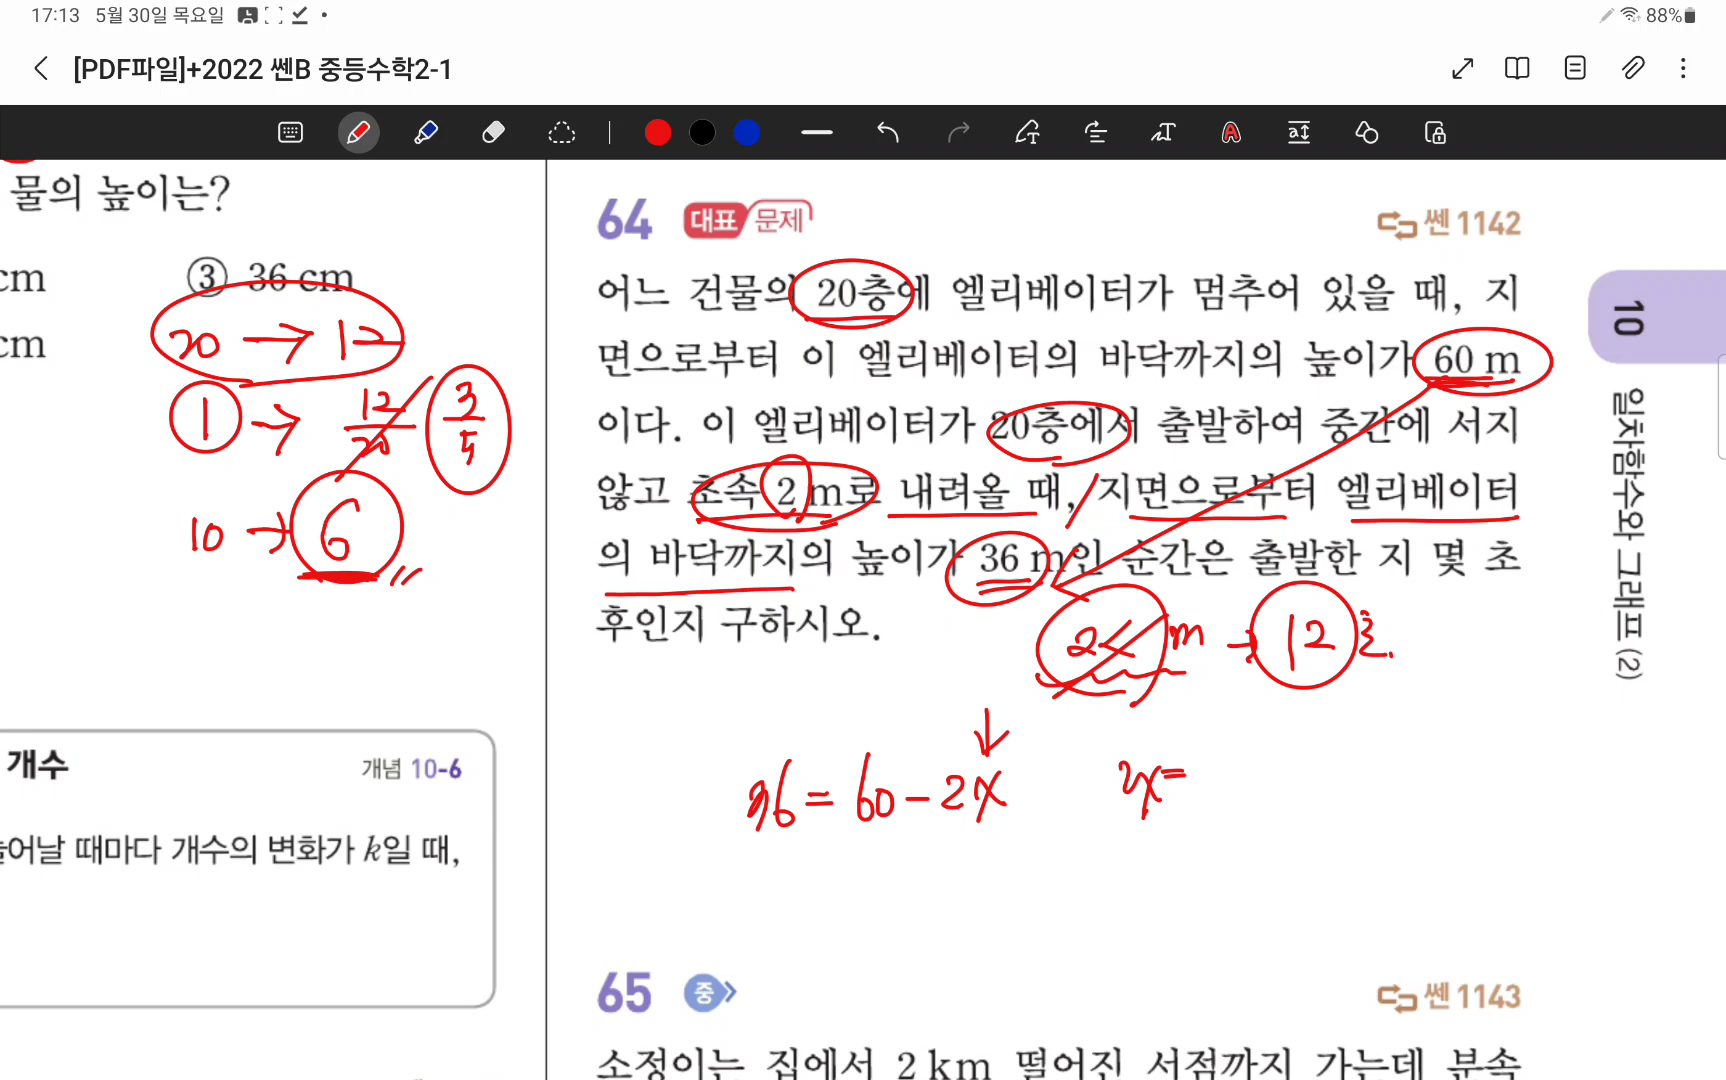 17:13 5월 30일 목요일
88%
[PDF파일]+2022 쎈B 중등수학2-1
물의 높이는?
cm
③ 36 cm
cm
20 → 12
1 → 12/20 3/5
10 → 6
개수
개념 10-6
늘어날 때마다 개수의 변화가 k일 때,
64 대표 문제
쎈 1142
어느 건물의 20층에 엘리베이터가 멈추어 있을 때, 지
면으로부터 이 엘리베이터의 바닥까지의 높이가 60 m
이다. 이 엘리베이터가 20층에서 출발하여 중간에 서지
않고 초속 2 m로 내려올 때, 지면으로부터 엘리베이터
의 바닥까지의 높이가 36 m인 순간은 출발한 지 몇 초
후인지 구하시오.
24 m → 12초.
36 = 60 - 2x
2x =
65 중
쎈 1143
소정이는 집에서 2 km 떨어진 서점까지 가는데 분속
10
일차함수와 그래프 (2)